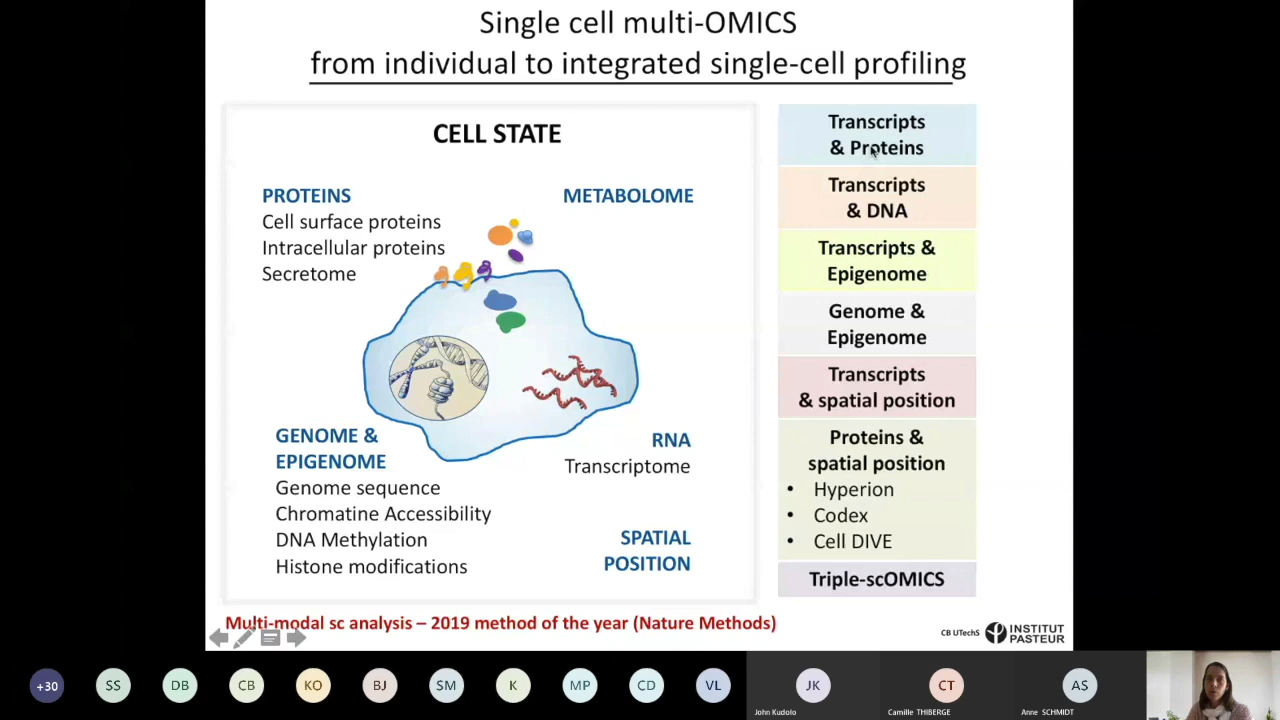 Single cell multi-OMICS
from individual to integrated single-cell profiling
CELL STATE
PROTEINS
Cell surface proteins
Intracellular proteins
Secretome
METABOLOME
GENOME &
EPIGENOME
Genome sequence
Chromatine Accessibility
DNA Methylation
Histone modifications
RNA
Transcriptome
SPATIAL
POSITION
Transcripts
& Proteins
Transcripts
& DNA
Transcripts &
Epigenome
Genome &
Epigenome
Transcripts
& spatial position
Proteins &
spatial position
• Hyperion
• Codex
• Cell DIVE
Triple-scOMICS
Multi-modal sc analysis – 2019 method of the year (Nature Methods)
CB UTechS
INSTITUT
PASTEUR
+30
SS
DB
CB
KO
BJ
SM
K
MP
CD
VL
JK
John Kudolo
CT
Camille THIBERGE
AS
Anne SCHMIDT